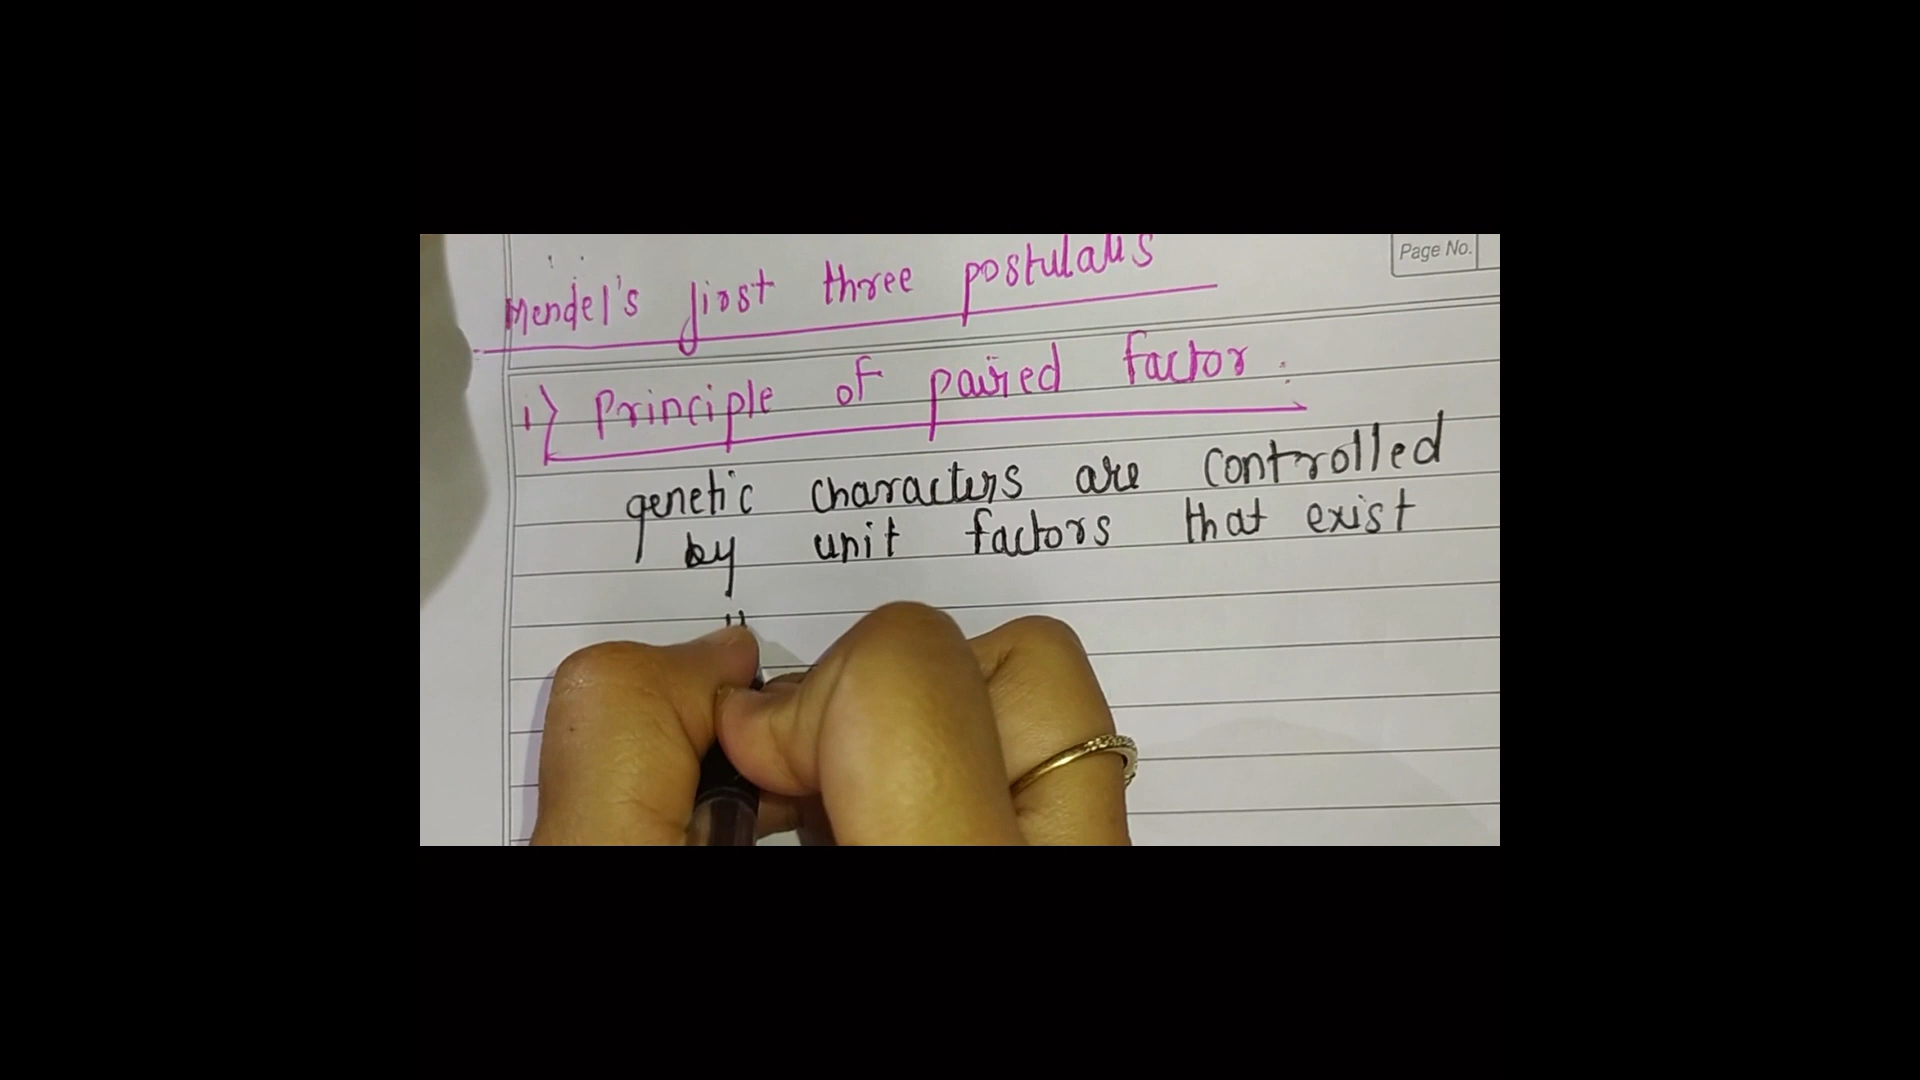 Page No.
Mendel's first three postulates
1) Principle of paired factor :
genetic characters are controlled
by unit factors that exist